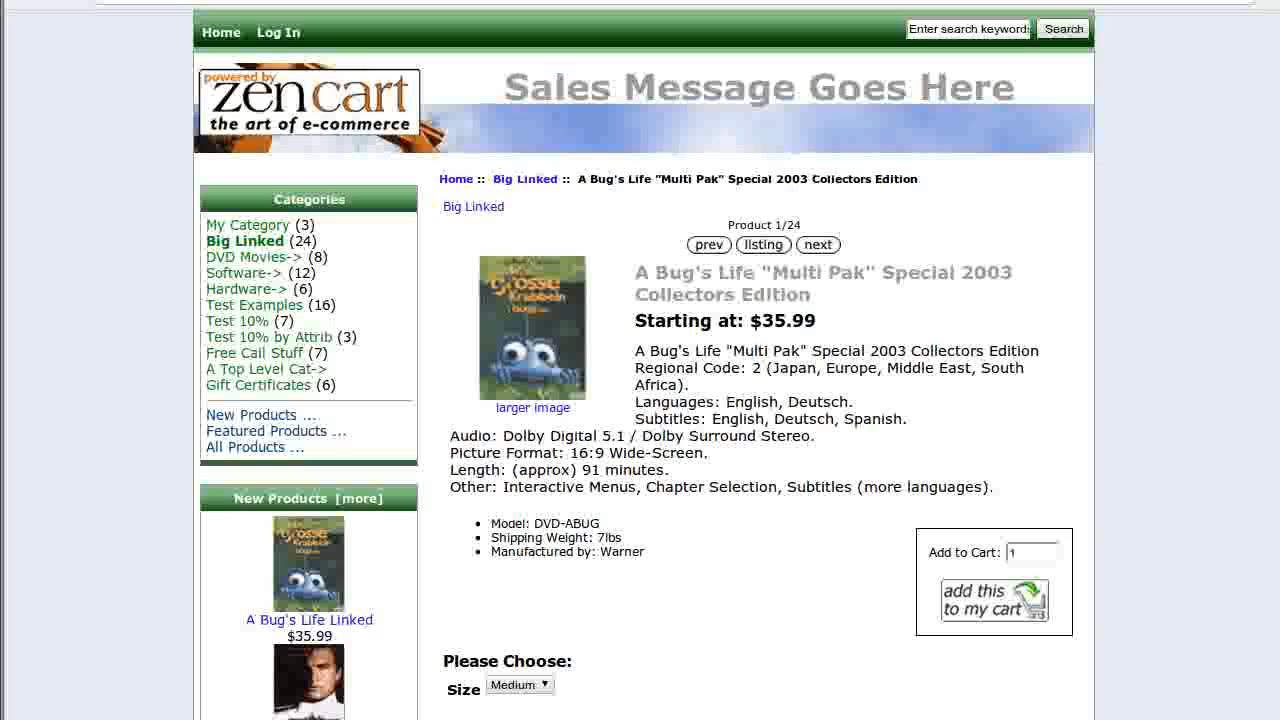 Home Log In Enter search keyword: Search
powered by
zen cart
the art of e-commerce
Sales Message Goes Here
Home :: Big Linked :: A Bug's Life "Multi Pak" Special 2003 Collectors Edition
Big Linked
Product 1/24
prev listing next
Categories
My Category (3)
Big Linked (24)
DVD Movies-> (8)
Software-> (12)
Hardware-> (6)
Test Examples (16)
Test 10% (7)
Test 10% by Attrib (3)
Free Call Stuff (7)
A Top Level Cat->
Gift Certificates (6)
New Products ...
Featured Products ...
All Products ...
New Products [more]
A Bug's Life Linked
$35.99
larger image
A Bug's Life "Multi Pak" Special 2003
Collectors Edition
Starting at: $35.99
A Bug's Life "Multi Pak" Special 2003 Collectors Edition
Regional Code: 2 (Japan, Europe, Middle East, South
Africa).
Languages: English, Deutsch.
Subtitles: English, Deutsch, Spanish.
Audio: Dolby Digital 5.1 / Dolby Surround Stereo.
Picture Format: 16:9 Wide-Screen.
Length: (approx) 91 minutes.
Other: Interactive Menus, Chapter Selection, Subtitles (more languages).
Model: DVD-ABUG
Shipping Weight: 7lbs
Manufactured by: Warner
Add to Cart: 1
add this
to my cart
Please Choose:
Size Medium